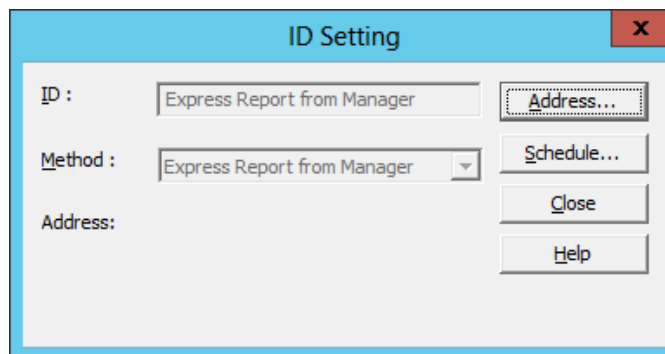 ID Setting
x
ID :
Express Report from Manager
Address...
Method :
Express Report from Manager
Schedule...
Address:
Close
Help